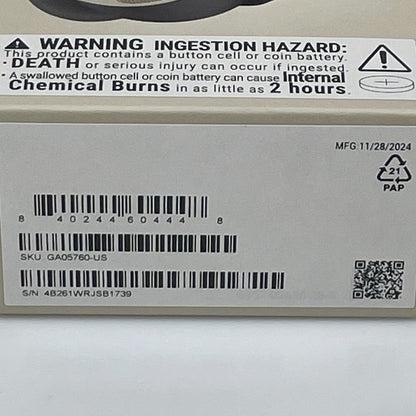 WARNING INGESTION HAZARD:
This product contains a button cell or coin battery.
• DEATH or serious injury can occur if ingested.
• A swallowed button cell or coin battery can cause Internal
Chemical Burns in as little as 2 hours.
MFG 11/28/2024
21
PAP
8 40244 60444 8
SKU GA05760-US
S/N 4B261WRJSB1739